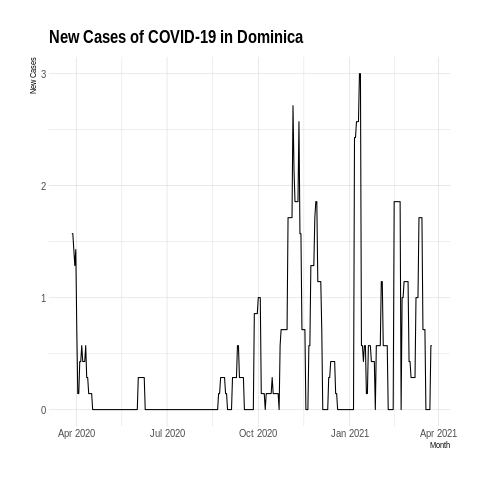 New Cases of COVID-19 in Dominica
New Cases
3
2
1
0
Apr 2020 Jul 2020 Oct 2020 Jan 2021 Apr 2021
Month